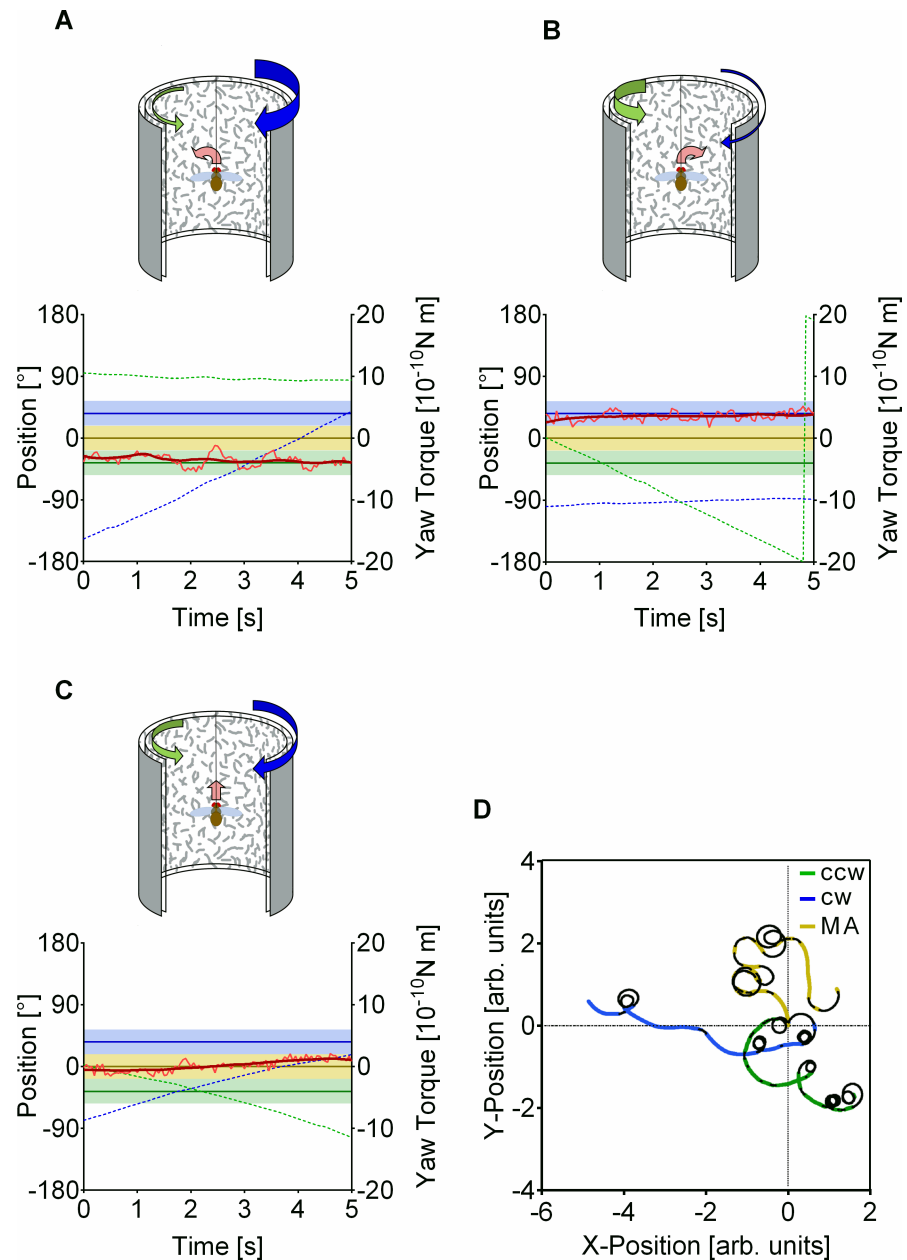 A
B
180
90
0
-90
-180
Position [°]
20
10
0
-10
-20
Yaw Torque [10⁻¹⁰N m]
0 1 2 3 4 5
Time [s]
180
90
0
-90
-180
Position [°]
20
10
0
-10
-20
Yaw Torque [10⁻¹⁰N m]
0 1 2 3 4 5
Time [s]
C
180
90
0
-90
-180
Position [°]
20
10
0
-10
-20
Yaw Torque [10⁻¹⁰N m]
0 1 2 3 4 5
Time [s]
D
4
2
0
-2
-4
Y-Position [arb. units]
ccw
cw
MA
-6 -4 -2 0 2
X-Position [arb. units]